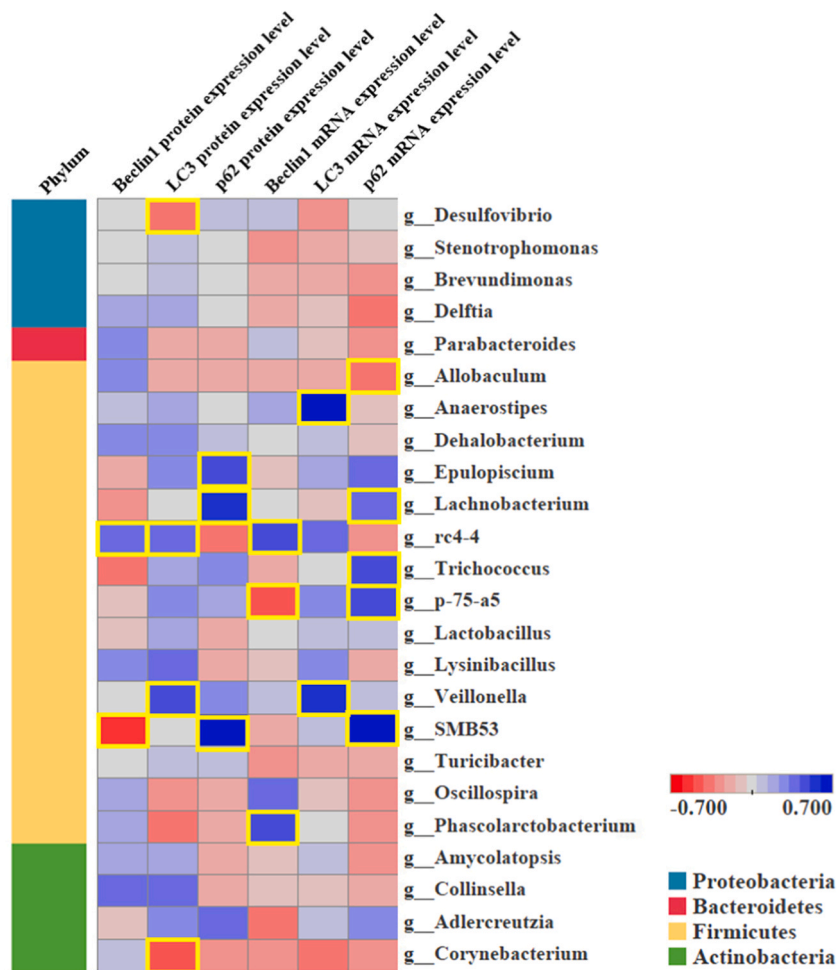 Phylum
Beclin1 protein expression level
LC3 protein expression level
p62 protein expression level
Beclin1 mRNA expression level
LC3 mRNA expression level
p62 mRNA expression level
g__Desulfovibrio
g__Stenotrophomonas
g__Brevundimonas
g__Delftia
g__Parabacteroides
g__Allobaculum
g__Anaerostipes
g__Dehalobacterium
g__Epulopiscium
g__Lachnobacterium
g__rc4-4
g__Trichococcus
g__p-75-a5
g__Lactobacillus
g__Lysinibacillus
g__Veillonella
g__SMB53
g__Turicibacter
g__Oscillospira
g__Phascolarctobacterium
g__Amycolatopsis
g__Collinsella
g__Adlercreutzia
g__Corynebacterium
-0.700 0.700
Proteobacteria
Bacteroidetes
Firmicutes
Actinobacteria